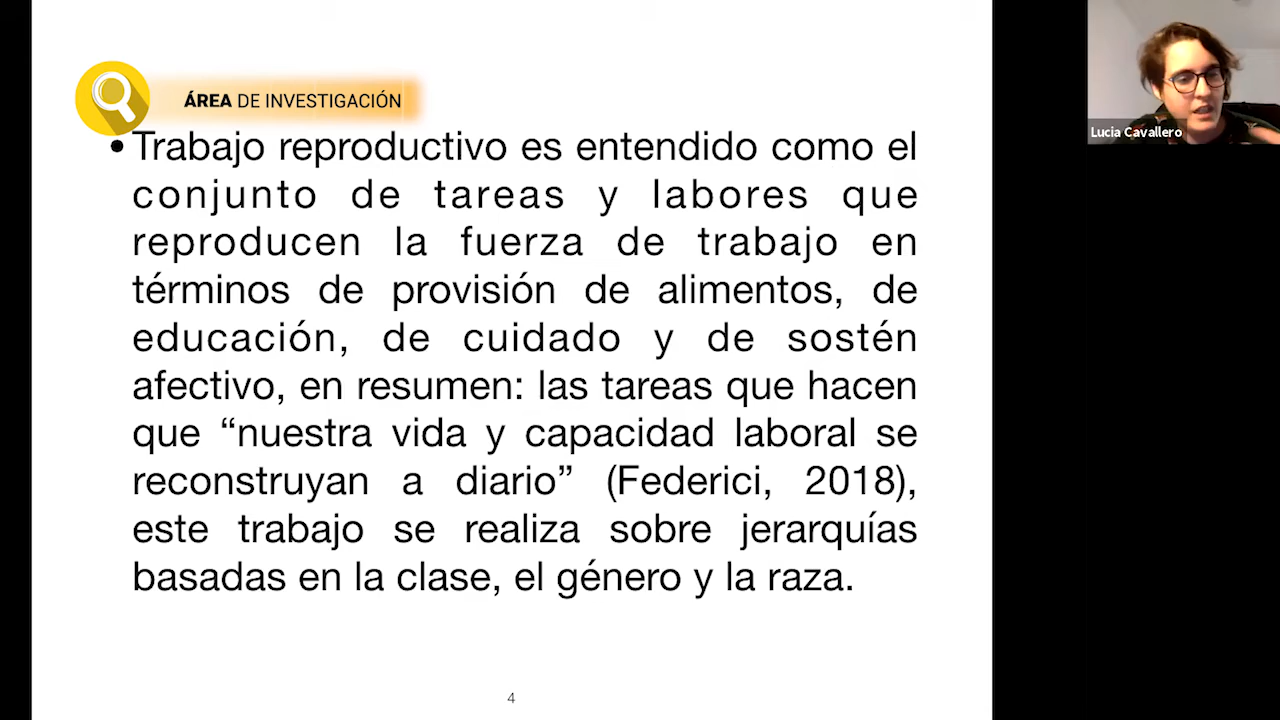 ÁREA DE INVESTIGACIÓN
• Trabajo reproductivo es entendido como el
conjunto de tareas y labores que
reproducen la fuerza de trabajo en
términos de provisión de alimentos, de
educación, de cuidado y de sostén
afectivo, en resumen: las tareas que hacen
que “nuestra vida y capacidad laboral se
reconstruyan a diario” (Federici, 2018),
este trabajo se realiza sobre jerarquías
basadas en la clase, el género y la raza.
4
Lucia Cavallero